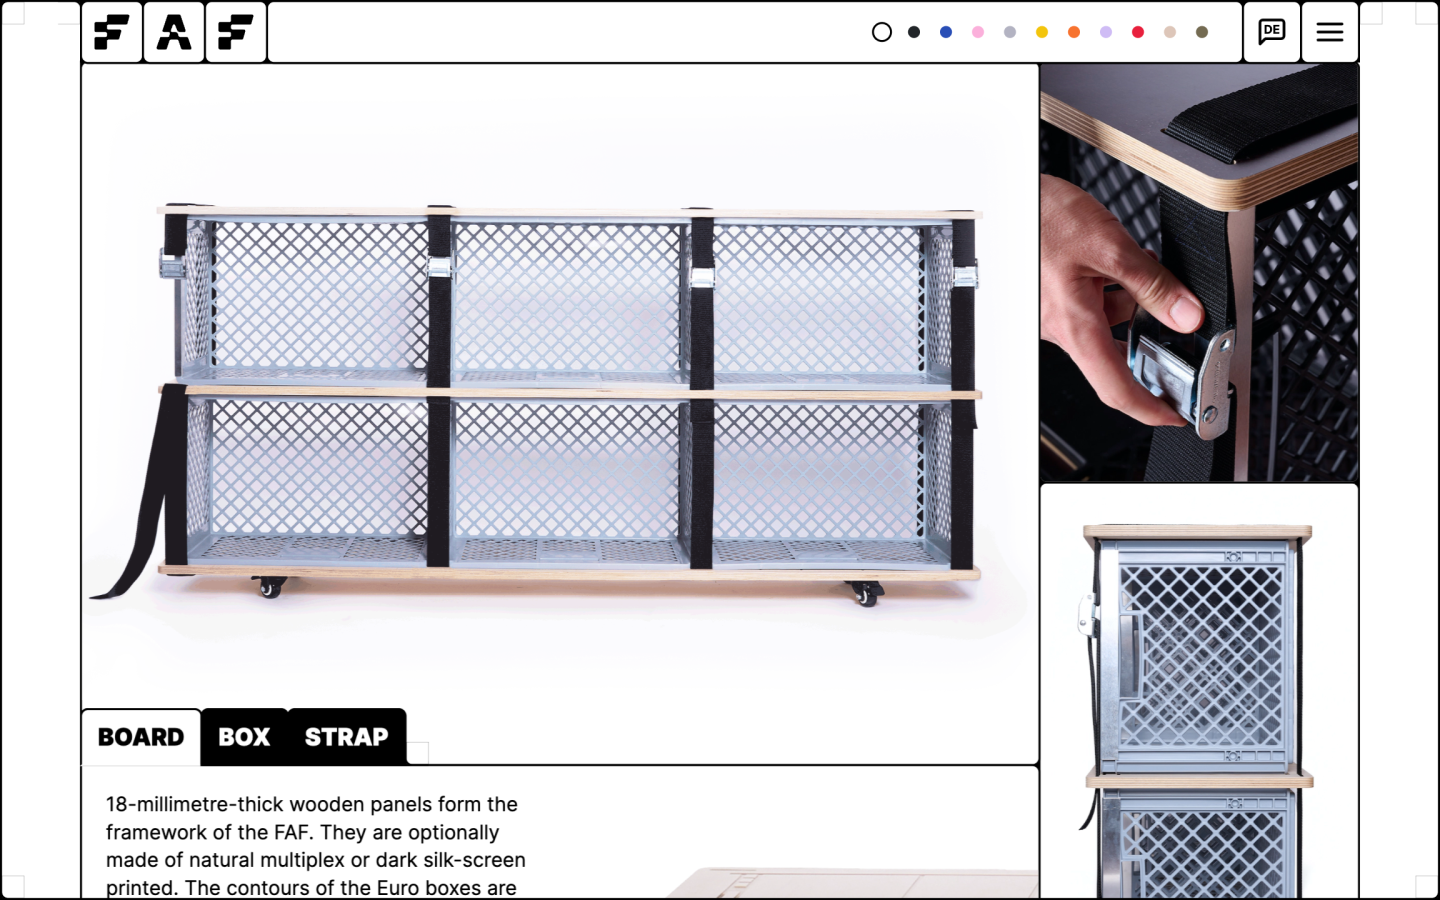 FAF
DE
BOARD
BOX
STRAP
18-millimetre-thick wooden panels form the
framework of the FAF. They are optionally
made of natural multiplex or dark silk-screen
printed. The contours of the Euro boxes are